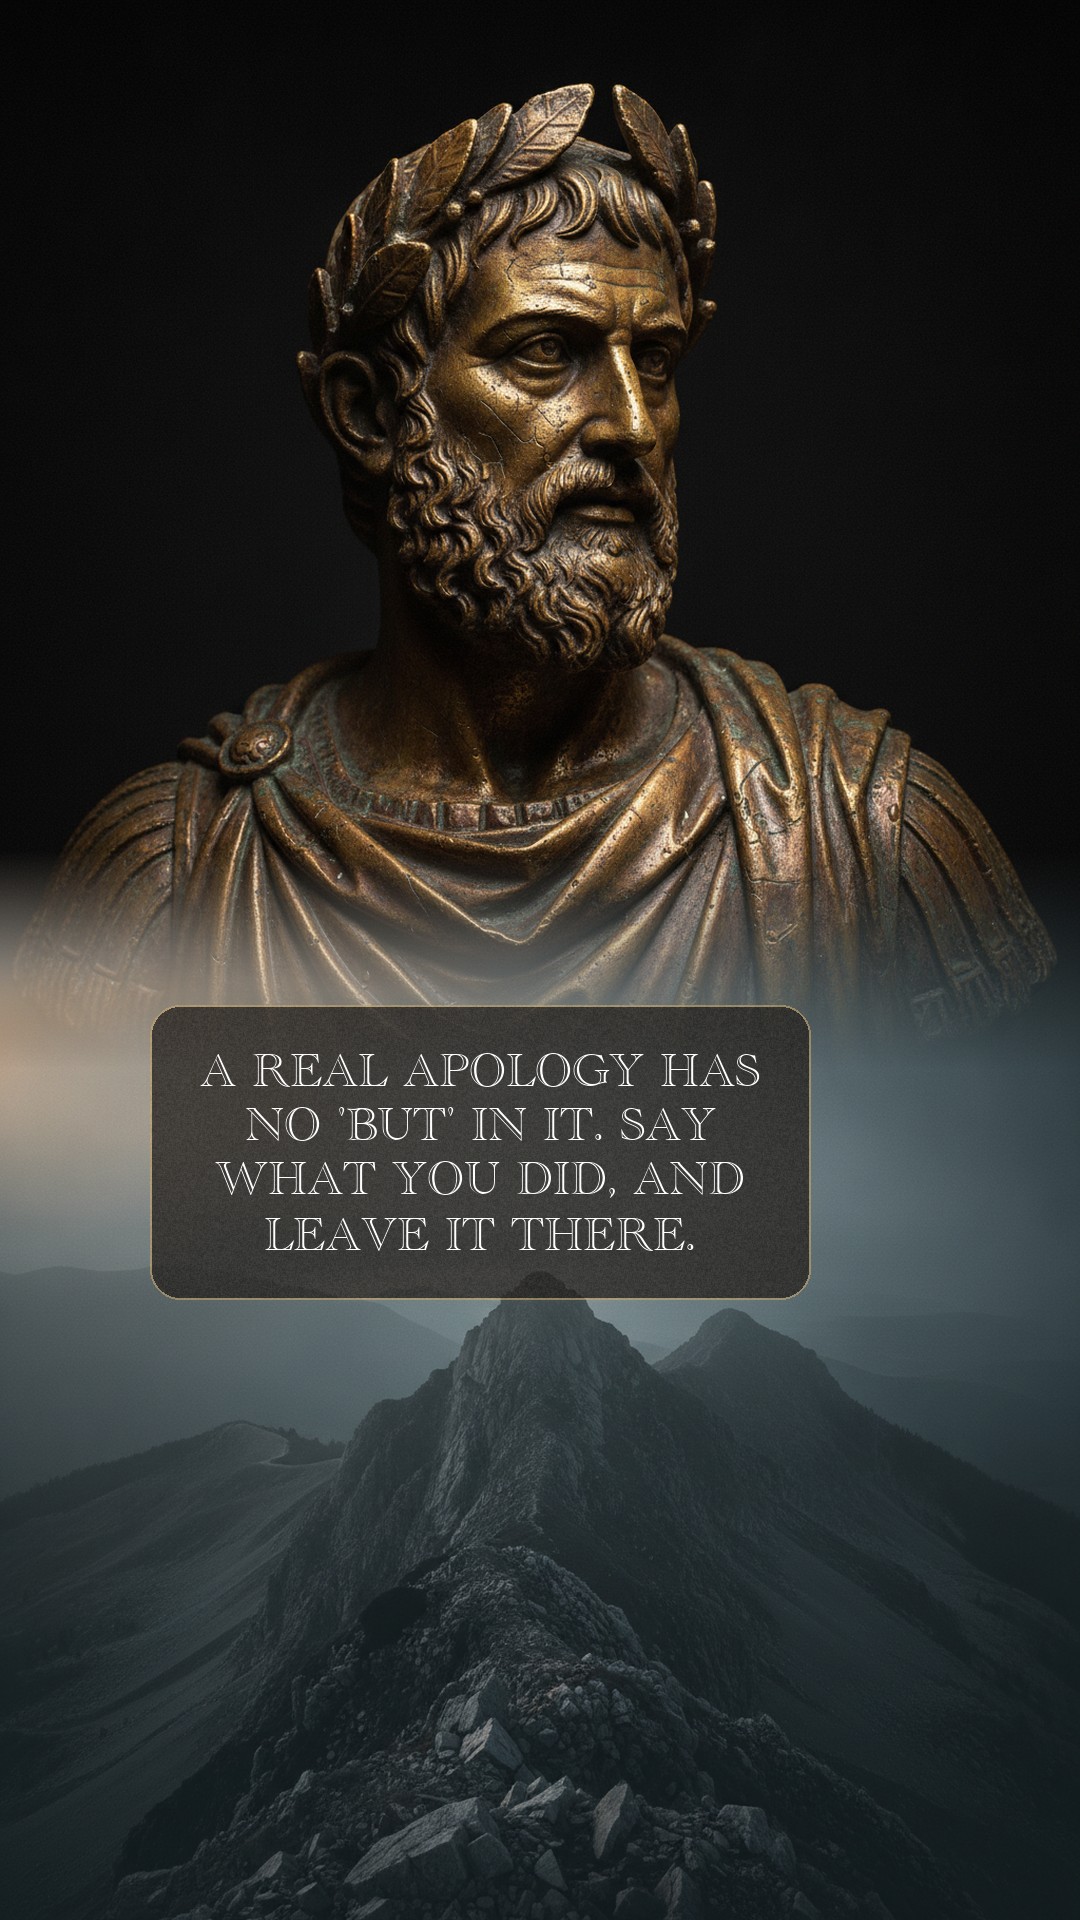 A REAL APOLOGY HAS
NO 'BUT' IN IT. SAY
WHAT YOU DID, AND
LEAVE IT THERE.